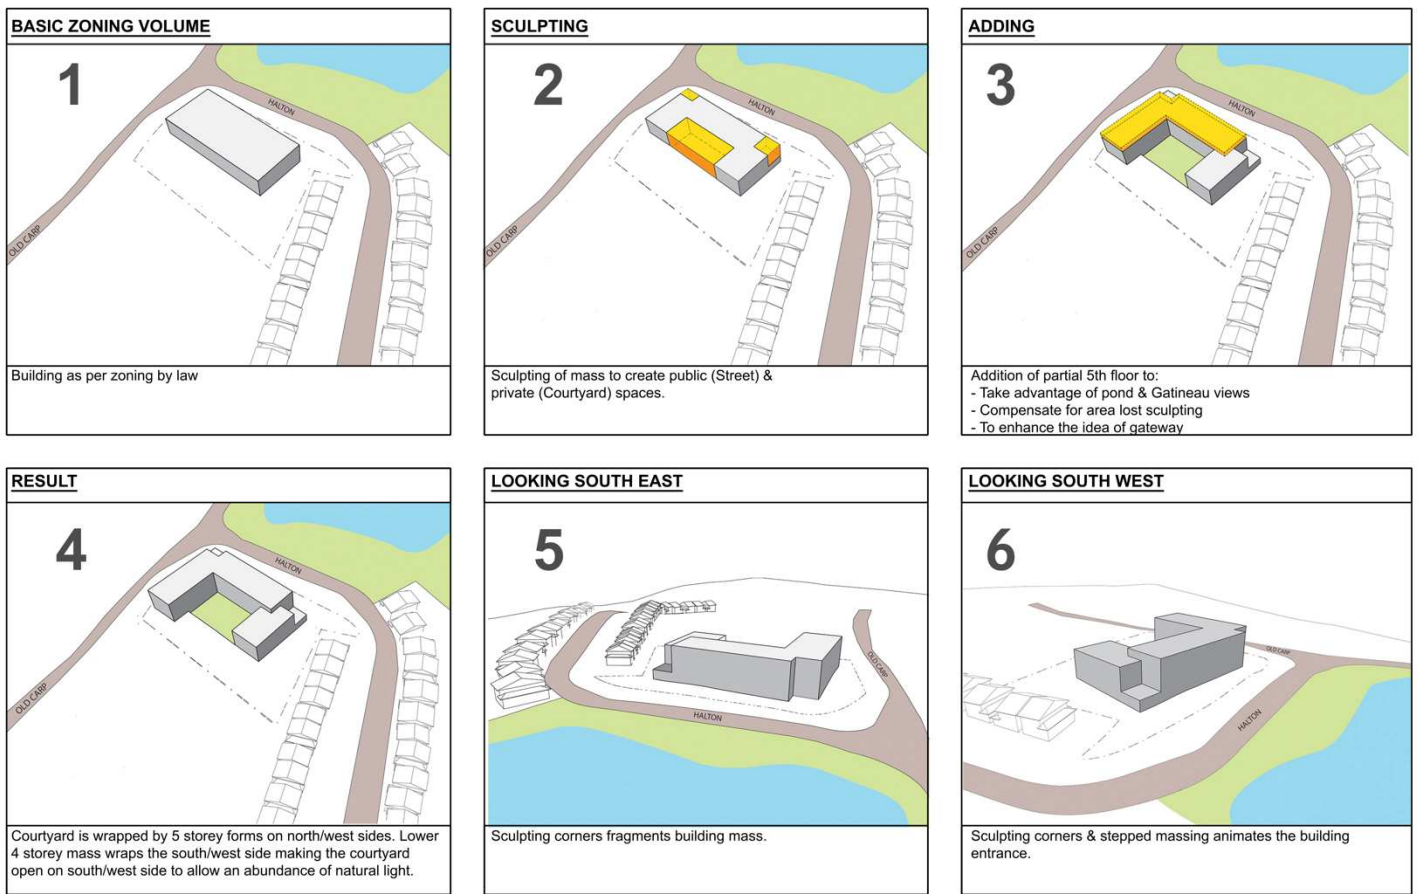 BASIC ZONING VOLUME
1
HALTON
OLD CARP
Building as per zoning by law
SCULPTING
2
HALTON
OLD CARP
Sculpting of mass to create public (Street) &
private (Courtyard) spaces.
ADDING
3
HALTON
OLD CARP
Addition of partial 5th floor to:
- Take advantage of pond & Gatineau views
- Compensate for area lost sculpting
- To enhance the idea of gateway
RESULT
4
HALTON
OLD CARP
Courtyard is wrapped by 5 storey forms on north/west sides. Lower
4 storey mass wraps the south/west side making the courtyard
open on south/west side to allow an abundance of natural light.
LOOKING SOUTH EAST
5
OLD CARP
HALTON
Sculpting corners fragments building mass.
LOOKING SOUTH WEST
6
OLD CARP
HALTON
Sculpting corners & stepped massing animates the building
entrance.